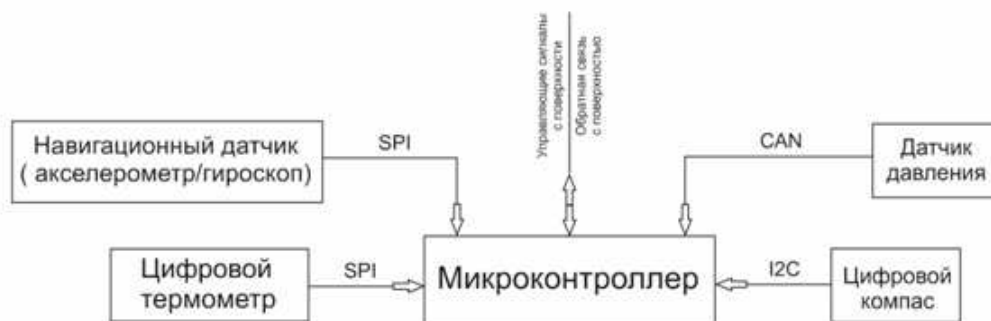 Управляющие сигналы
с поверхности
Обратная связь
с поверхностью
Навигационный датчик
( акселерометр/гироскоп)
SPI
CAN
Датчик
давления
Цифровой
термометр
SPI
Микроконтроллер
I2C
Цифровой
компас